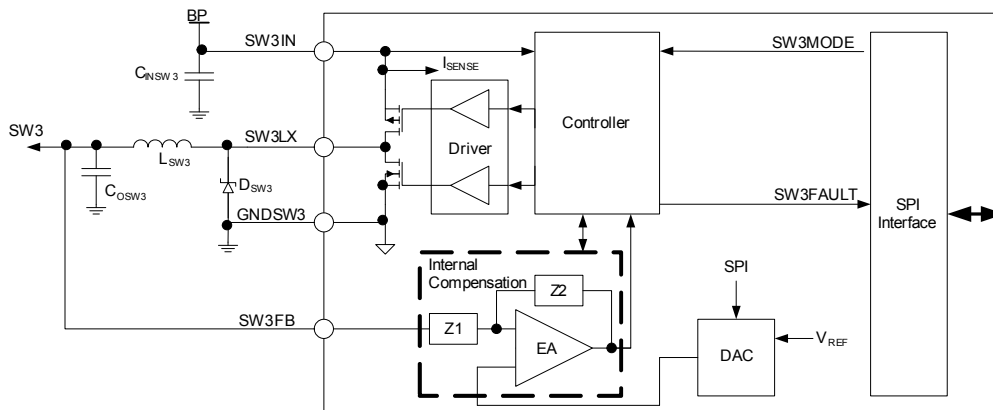 BP
SW3IN
SW3MODE
CINSW3
ISENSE
Controller
SW3
SW3LX
Driver
LSW3
DSW3
COSW3
SW3FAULT
SPI
Interface
GNDSW3
Internal
Compensation
SPI
Z2
SW3FB
Z1
EA
DAC
VREF